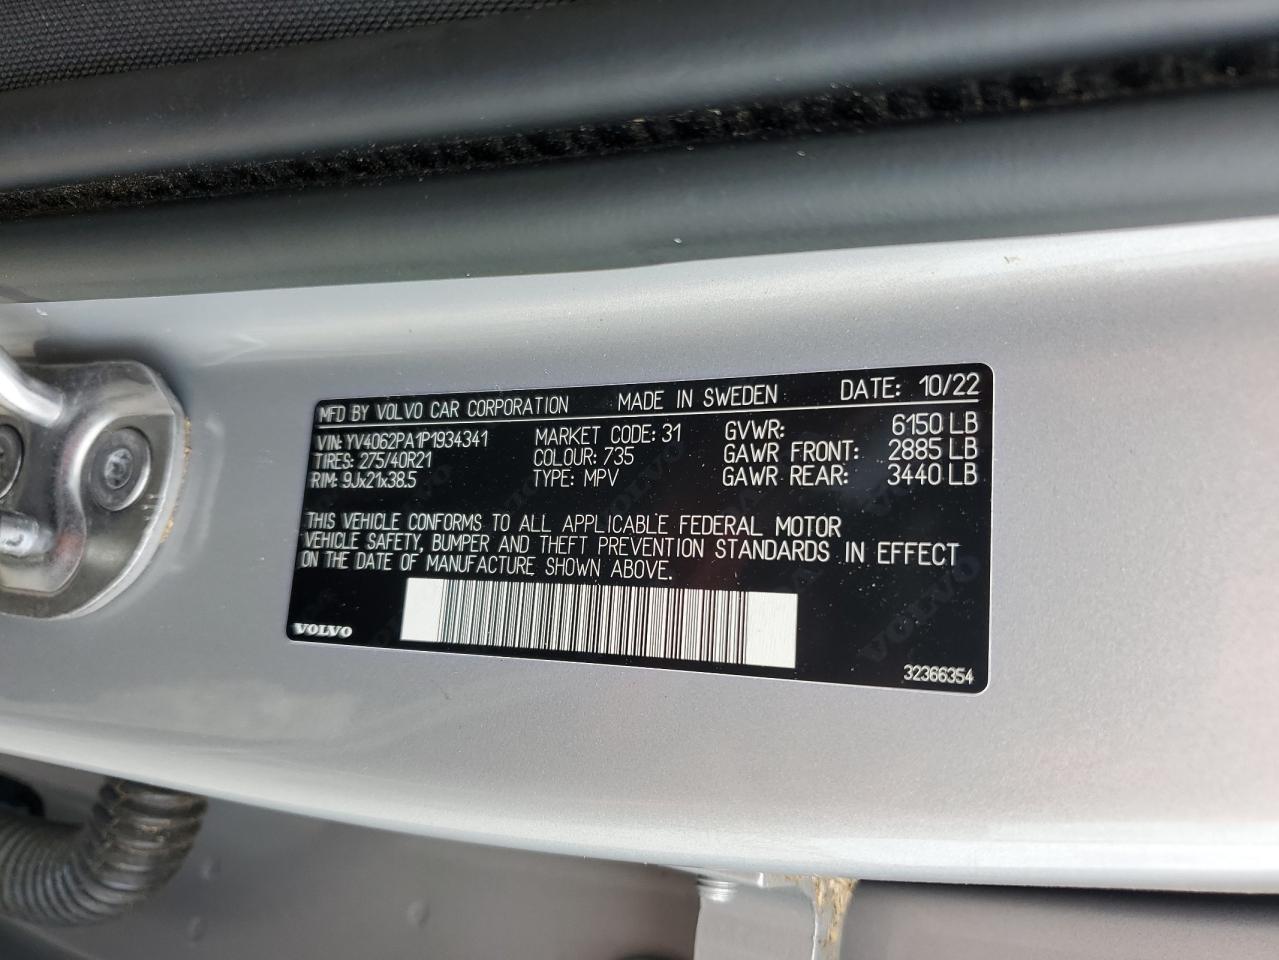 MFD BY VOLVO CAR CORPORATION MADE IN SWEDEN DATE: 10/22
VIN: YV4062PA1P1934341 MARKET CODE: 31 GVWR: 6150 LB
TIRES: 275/40R21 COLOUR: 735 GAWR FRONT: 2885 LB
RIM: 9Jx21x38.5 TYPE: MPV GAWR REAR: 3440 LB
THIS VEHICLE CONFORMS TO ALL APPLICABLE FEDERAL MOTOR
VEHICLE SAFETY, BUMPER AND THEFT PREVENTION STANDARDS IN EFFECT
ON THE DATE OF MANUFACTURE SHOWN ABOVE.
VOLVO
32366354